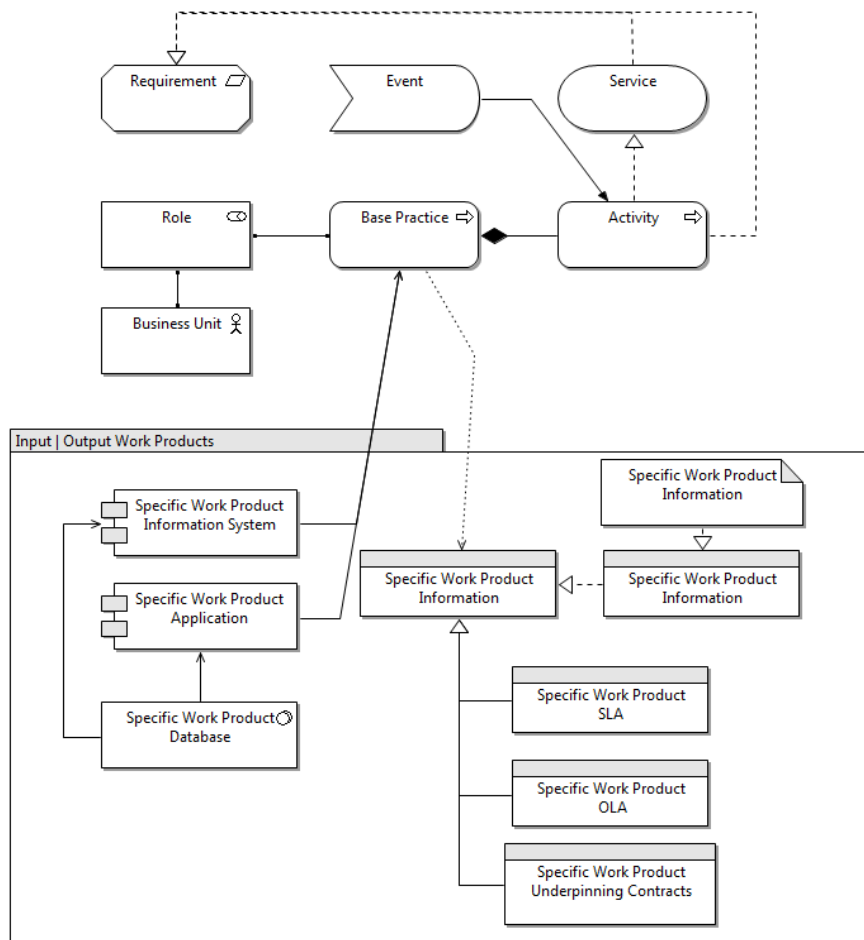 Requirement
Event
Service
Role
Base Practice
Activity
Business Unit
Input | Output Work Products
Specific Work Product
Information System
Specific Work Product
Application
Specific Work Product
Database
Specific Work Product
Information
Specific Work Product
Information
Specific Work Product
Information
Specific Work Product
SLA
Specific Work Product
OLA
Specific Work Product
Underpinning Contracts